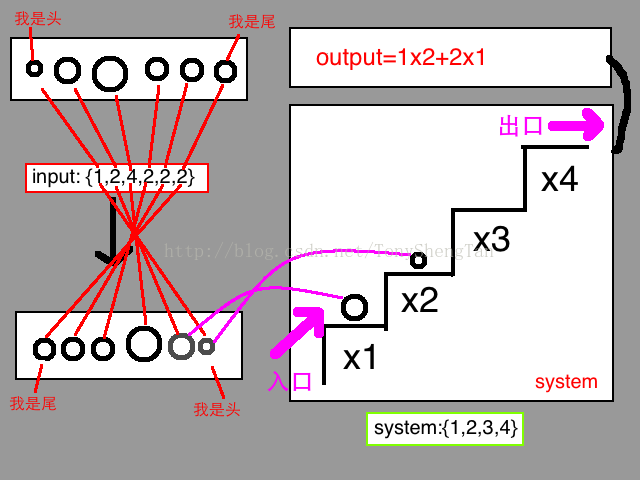 我是头
我是尾
output=1x2+2x1
出口
input: {1,2,4,2,2,2}
x4
x3
http://blog.csdn.net/TonyShengTan
x2
x1
入口
system
我是尾
我是头
system:{1,2,3,4}